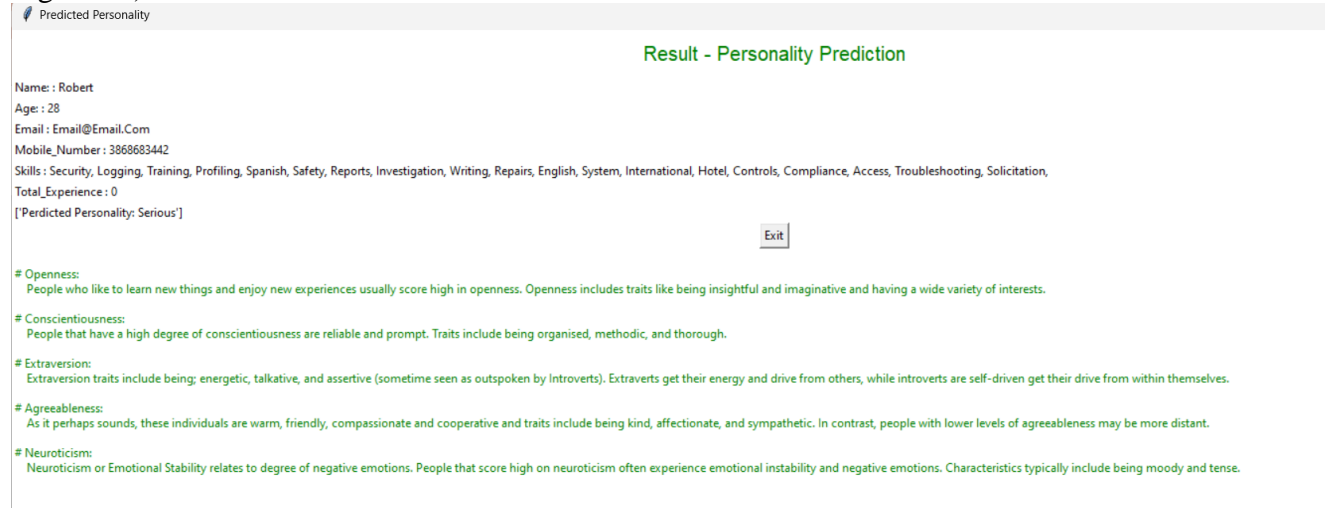 Predicted Personality
Result - Personality Prediction
Name: : Robert
Age: : 28
Email : Email@Email.Com
Mobile_Number : 3868683442
Skills : Security, Logging, Training, Profiling, Spanish, Safety, Reports, Investigation, Writing, Repairs, English, System, International, Hotel, Controls, Compliance, Access, Troubleshooting, Solicitation,
Total_Experience : 0
['Perdicted Personality: Serious']
Exit
# Openness:
People who like to learn new things and enjoy new experiences usually score high in openness. Openness includes traits like being insightful and imaginative and having a wide variety of interests.
# Conscientiousness:
People that have a high degree of conscientiousness are reliable and prompt. Traits include being organised, methodic, and thorough.
# Extraversion:
Extraversion traits include being; energetic, talkative, and assertive (sometime seen as outspoken by Introverts). Extraverts get their energy and drive from others, while introverts are self-driven get their drive from within themselves.
# Agreeableness:
As it perhaps sounds, these individuals are warm, friendly, compassionate and cooperative and traits include being kind, affectionate, and sympathetic. In contrast, people with lower levels of agreeableness may be more distant.
# Neuroticism:
Neuroticism or Emotional Stability relates to degree of negative emotions. People that score high on neuroticism often experience emotional instability and negative emotions. Characteristics typically include being moody and tense.